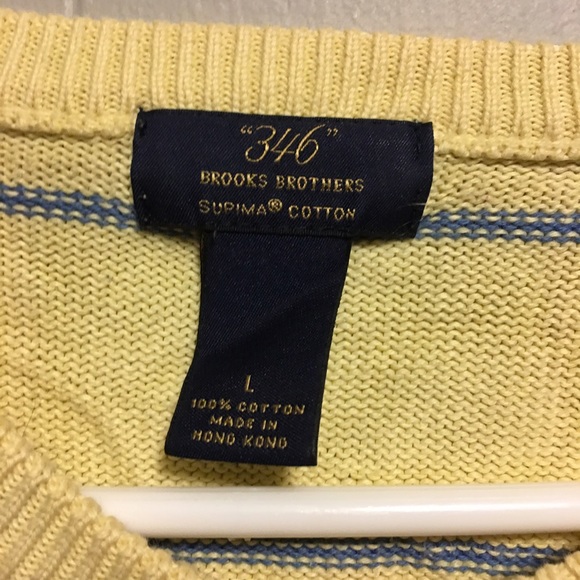 "346"
BROOKS BROTHERS
SUPIMA® COTTON
L
100% COTTON
MADE IN
HONG KONG